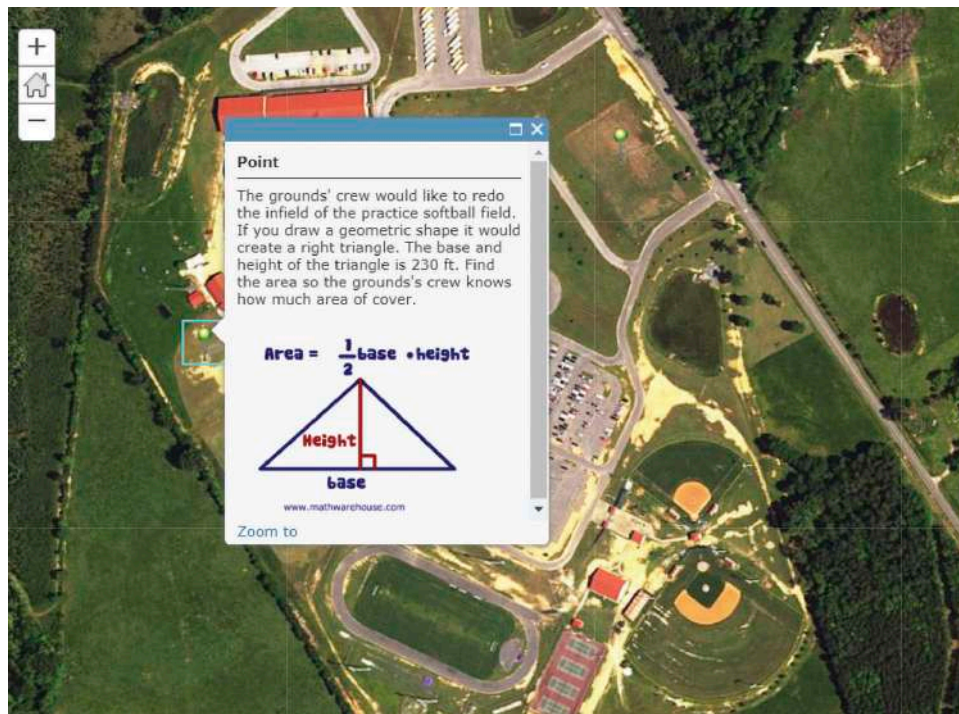 +
−
Point
The grounds' crew would like to redo
the infield of the practice softball field.
If you draw a geometric shape it would
create a right triangle. The base and
height of the triangle is 230 ft. Find
the area so the grounds's crew knows
how much area of cover.
Area = 1/2 base • height
Height
base
www.mathwarehouse.com
Zoom to